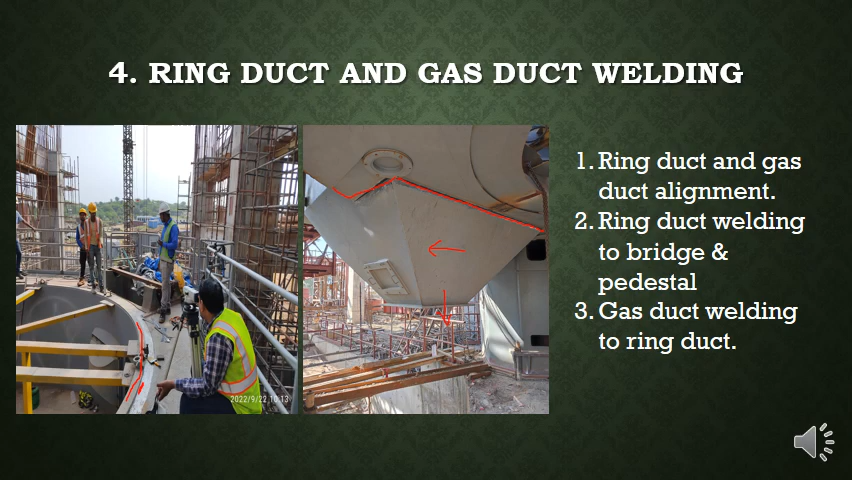 4. RING DUCT AND GAS DUCT WELDING
1. Ring duct and gas
duct alignment.
2. Ring duct welding
to bridge &
pedestal
3. Gas duct welding
to ring duct.
2022/9/22 10:13